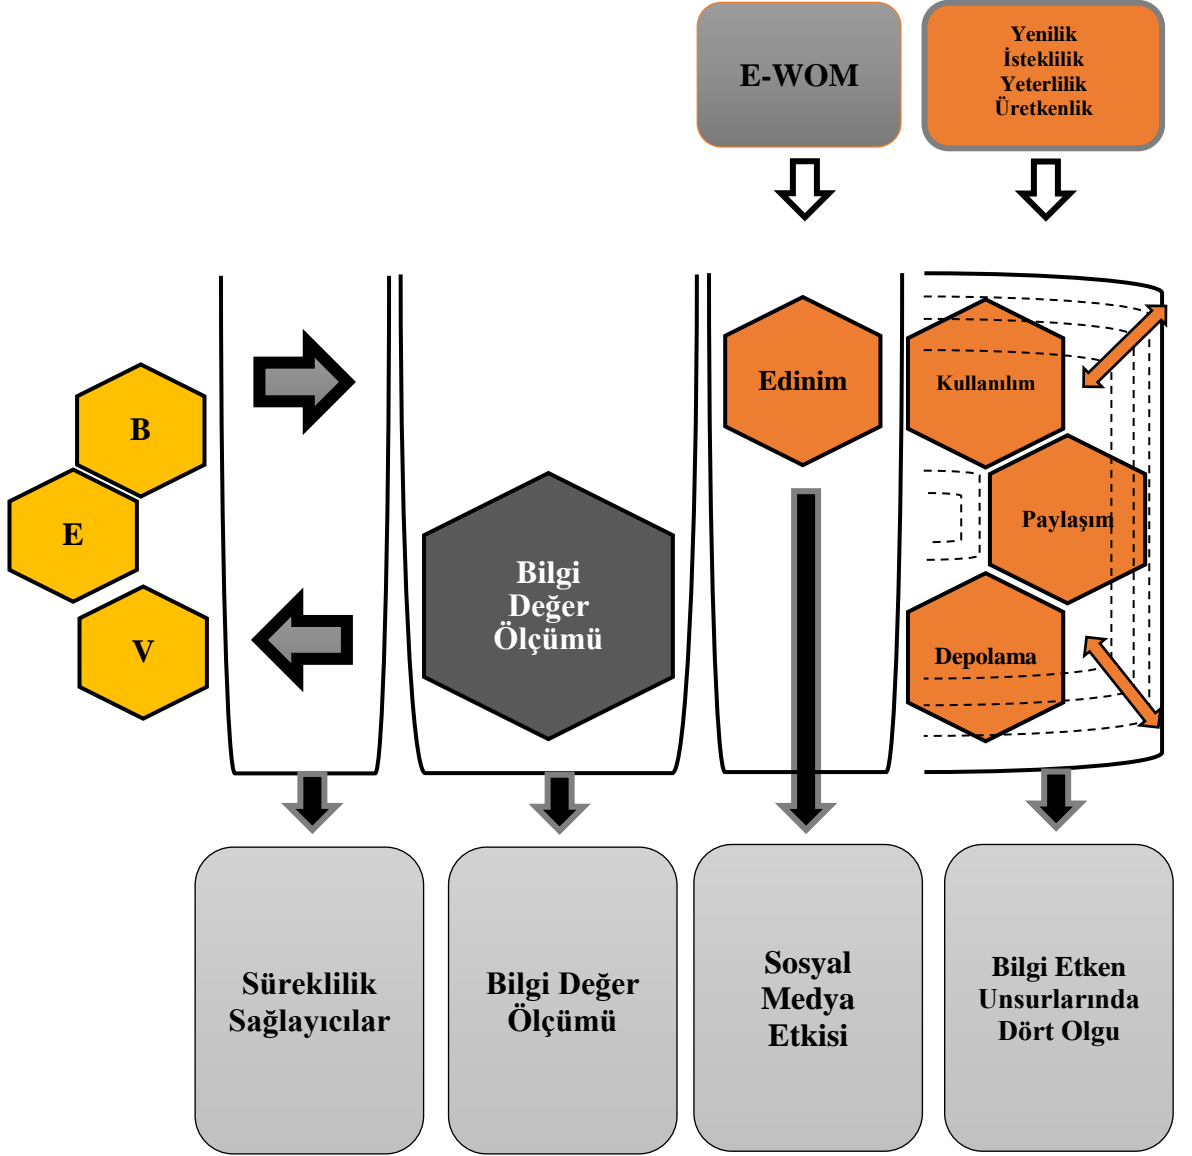 E-WOM
Yenilik
İsteklilik
Yeterlilik
Üretkenlik
B
E
V
Bilgi
Değer
Ölçümü
Edinim
Kullanılım
Paylaşım
Depolama
Süreklilik
Sağlayıcılar
Bilgi Değer
Ölçümü
Sosyal
Medya
Etkisi
Bilgi Etken
Unsurlarında
Dört Olgu